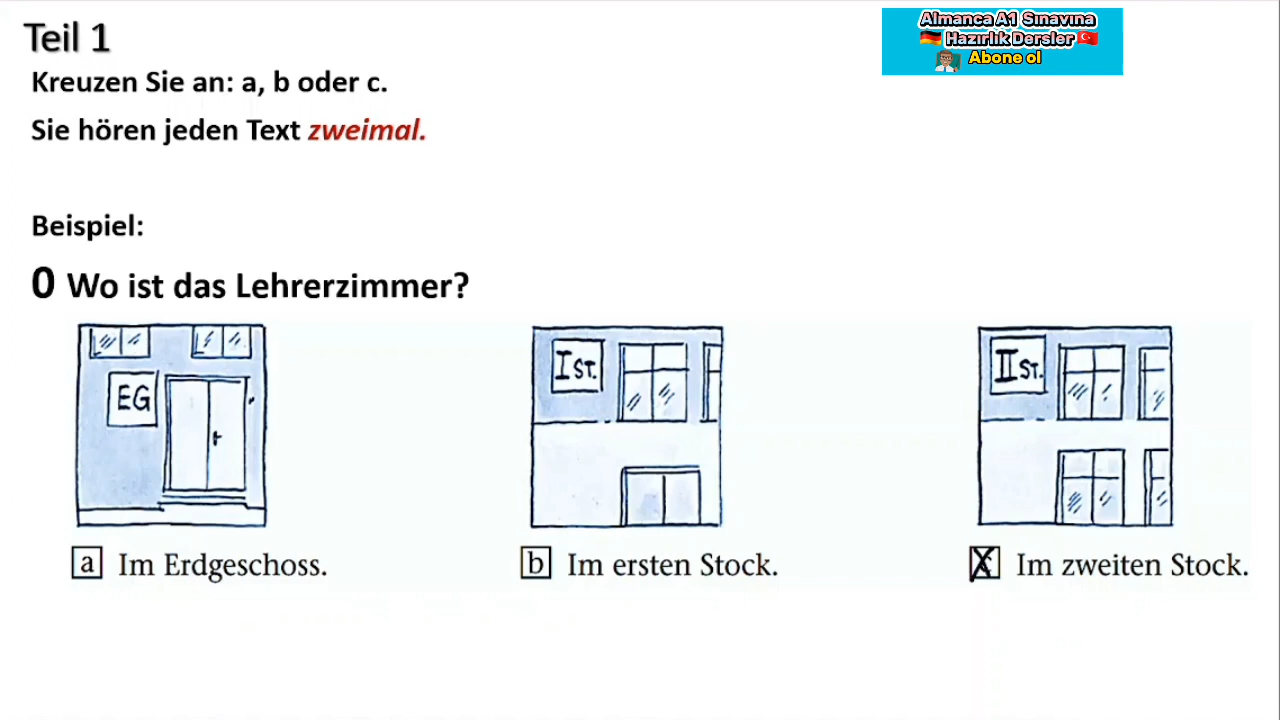 Teil 1
Almanca A1 Sınavına
Hazırlık Dersler
Abone ol
Kreuzen Sie an: a, b oder c.
Sie hören jeden Text zweimal.
Beispiel:
0 Wo ist das Lehrerzimmer?
EG
I ST.
II ST.
a Im Erdgeschoss.
b Im ersten Stock.
X Im zweiten Stock.